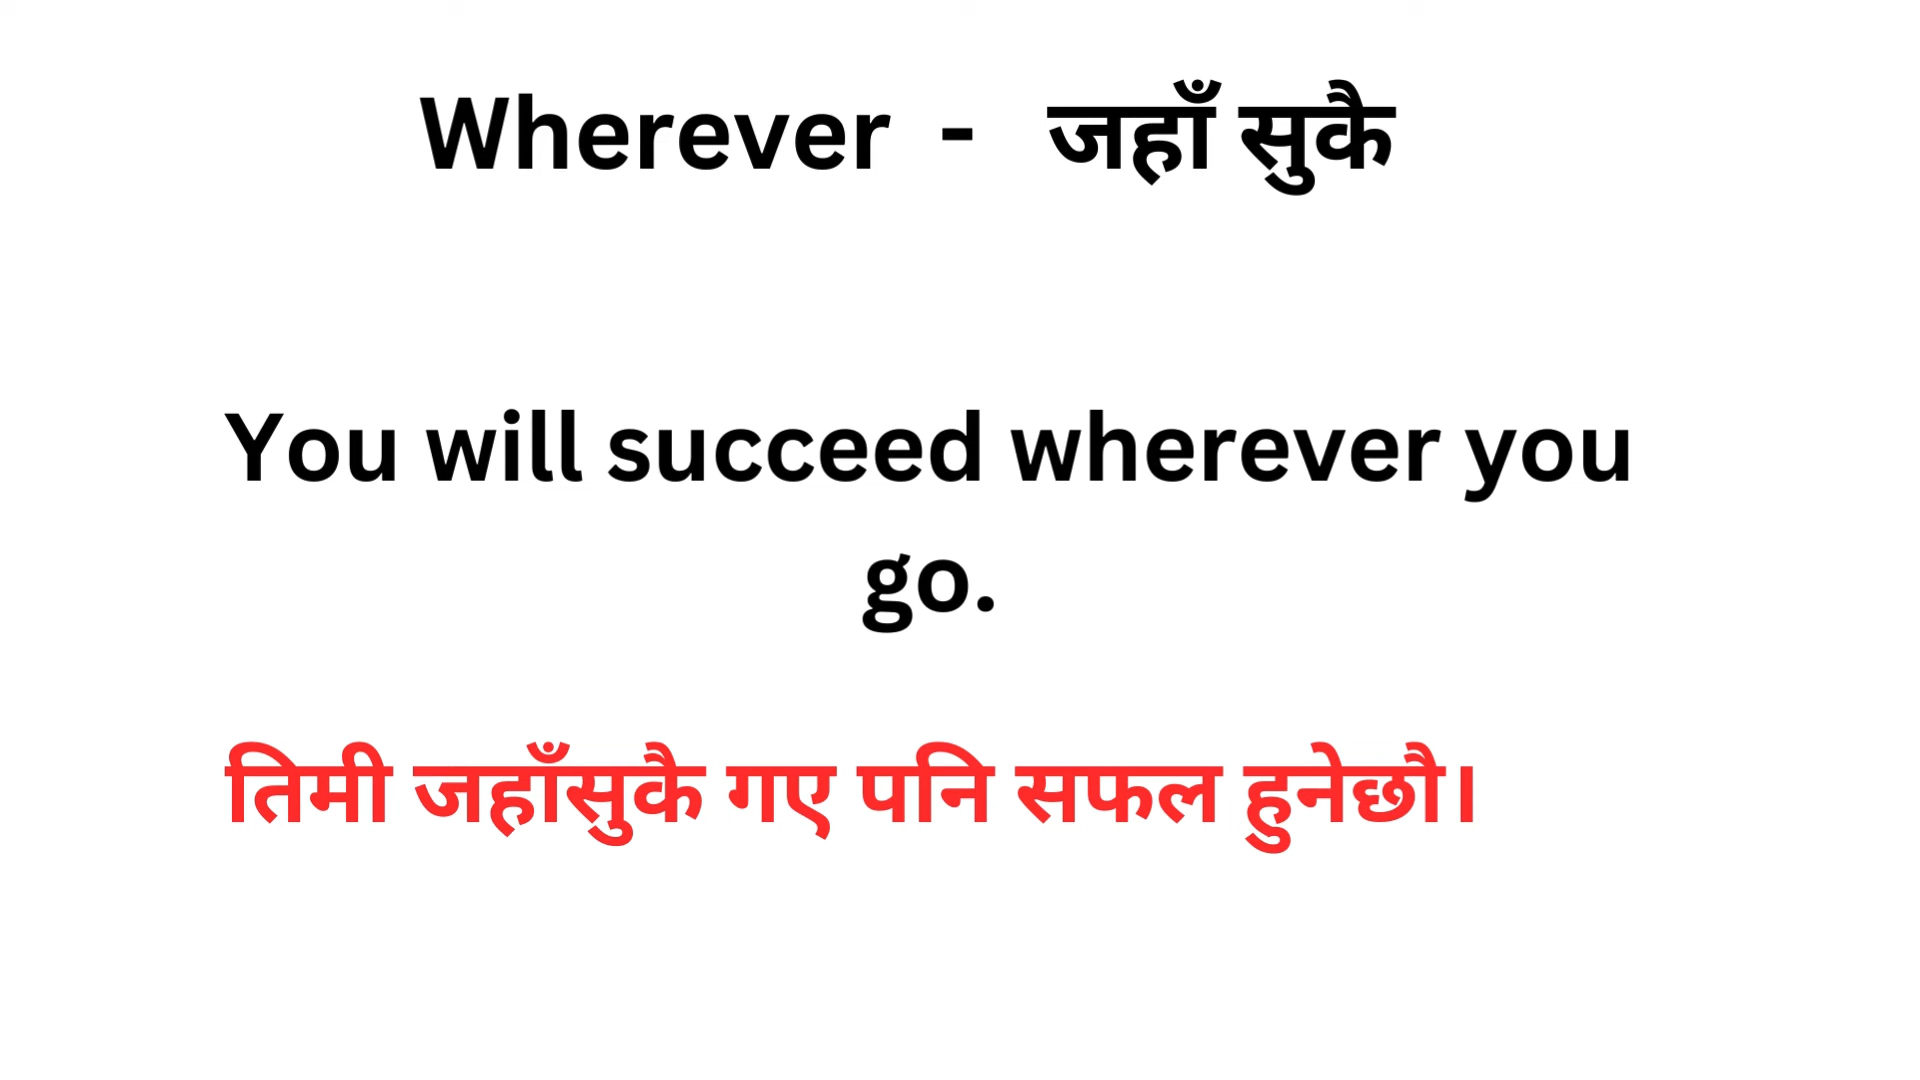 Wherever - जहाँ सुकै
You will succeed wherever you
go.
तिमी जहाँसुकै गए पनि सफल हुनेछौ।